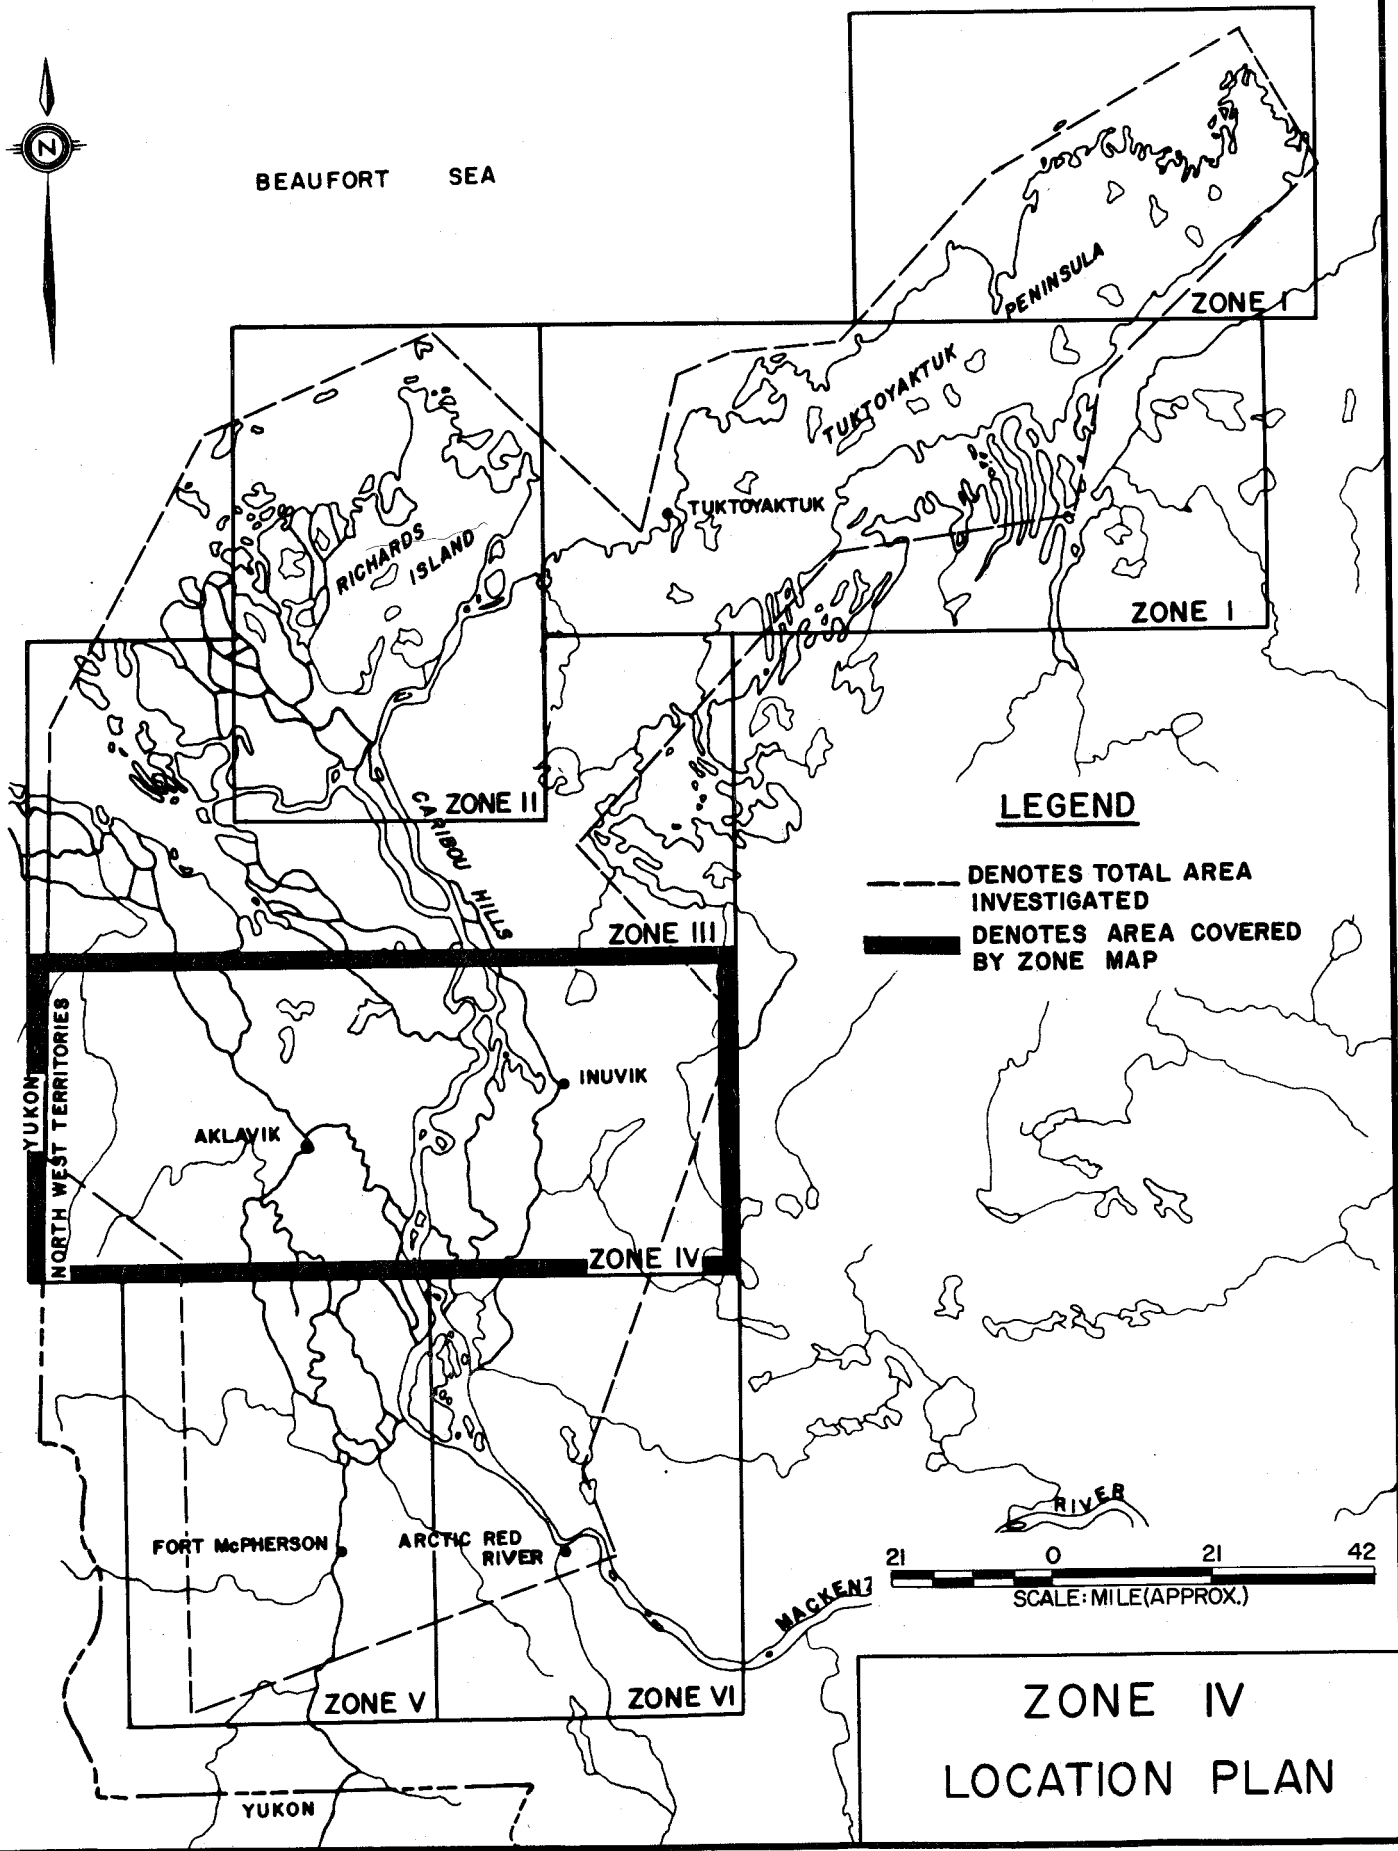 N
BEAUFORT SEA
PENINSULA
ZONE I
TUKTOYAKTUK
TUKTOYAKTUK
RICHARDS
ISLAND
ZONE I
CARIBOU HILLS
ZONE II
LEGEND
DENOTES TOTAL AREA
INVESTIGATED
DENOTES AREA COVERED
BY ZONE MAP
ZONE III
YUKON
NORTH WEST TERRITORIES
INUVIK
AKLAVIK
ZONE IV
RIVER
FORT McPHERSON
ARCTIC RED
RIVER
21 0 21 42
SCALE: MILE (APPROX.)
MACKENZ
ZONE V
ZONE VI
YUKON
ZONE IV
LOCATION PLAN